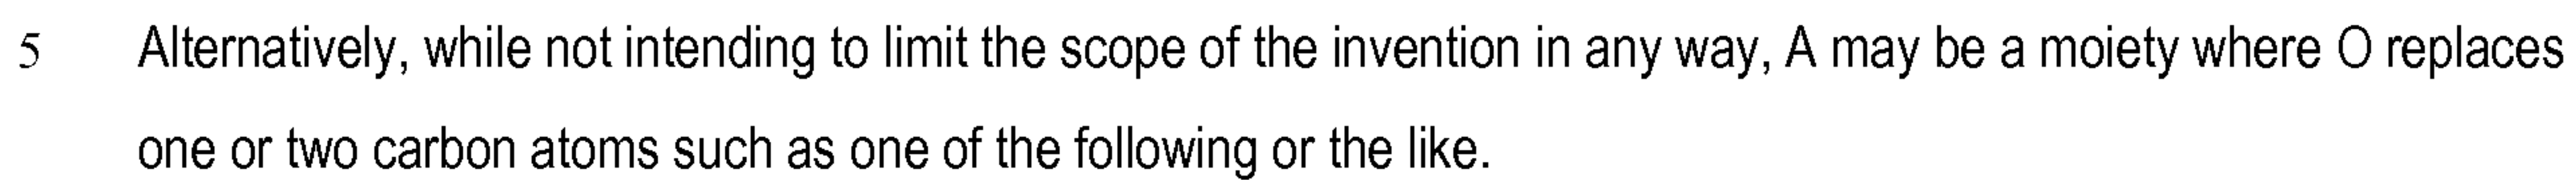 5 Alternatively, while not intending to limit the scope of the invention in any way, A may be a moiety where O replaces
one or two carbon atoms such as one of the following or the like.